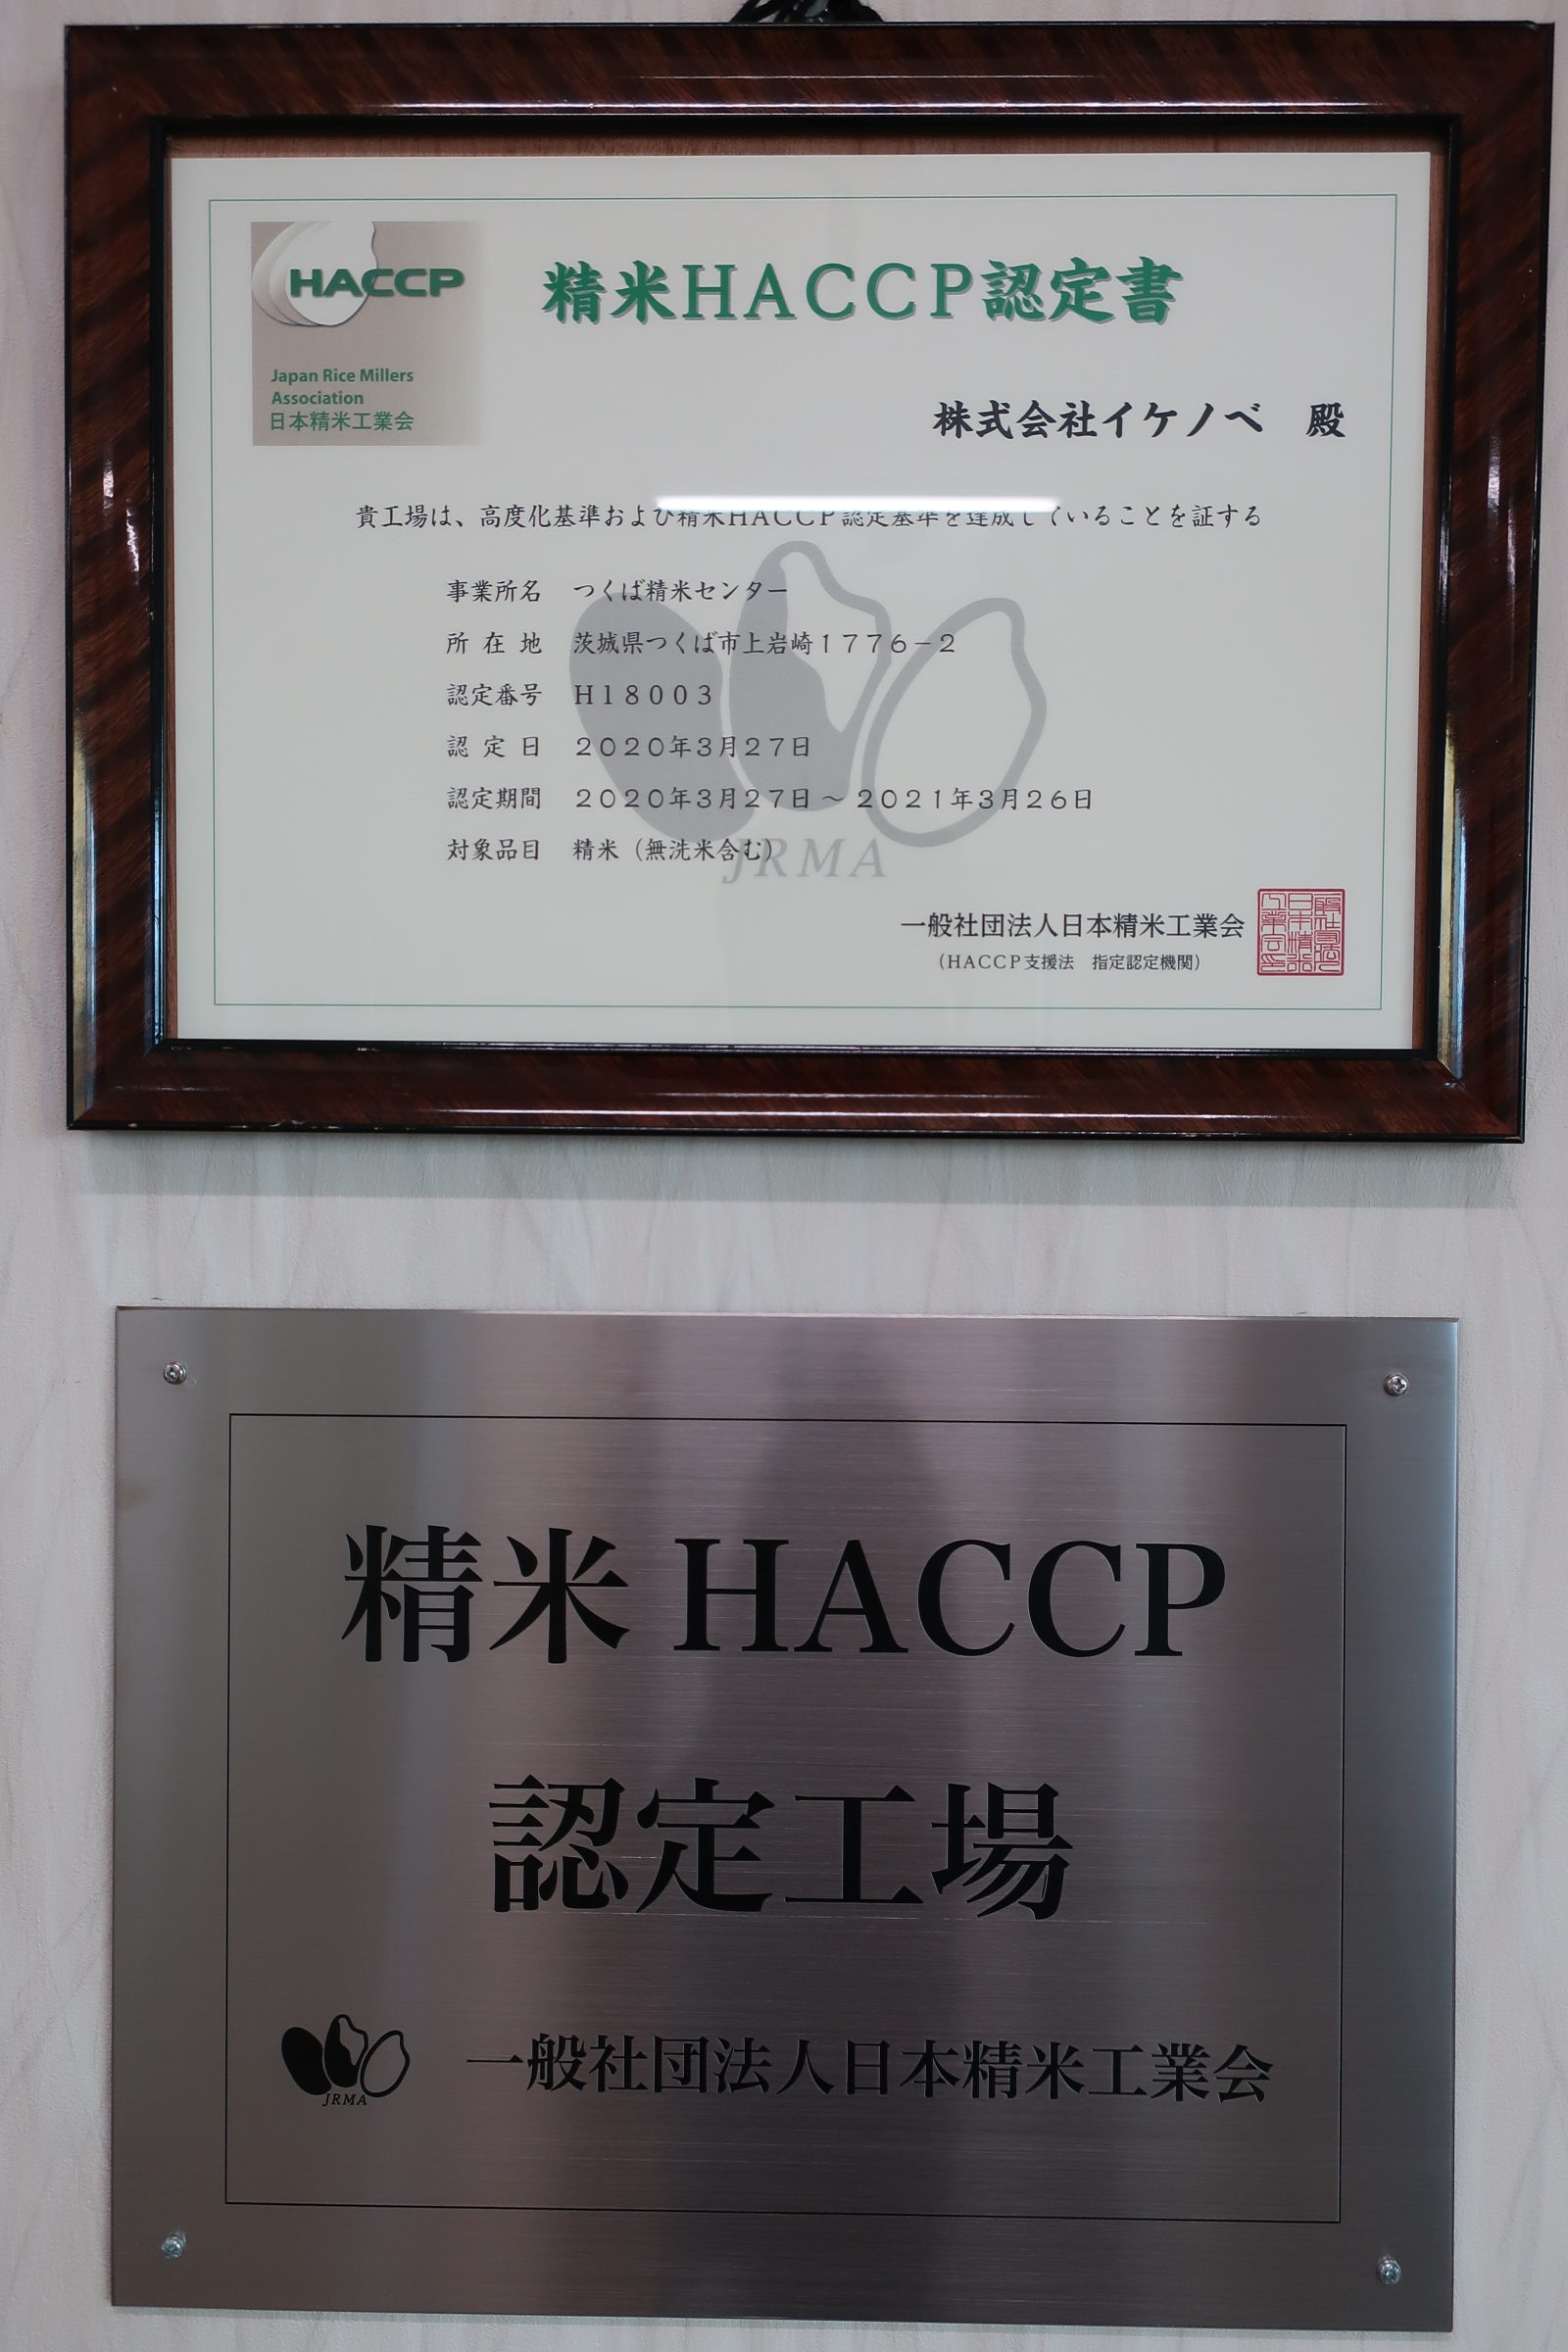 HACCP
Japan Rice Millers
Association
日本精米工業会
精米HACCP認定書
株式会社イケノベ　殿
貴工場は、高度化基準および精米HACCP認定基準を達成していることを証する
事業所名　つくば精米センター
所在地　茨城県つくば市上岩崎１７７６−２
認定番号　Ｈ１８００３
認定日　２０２０年３月２７日
認定期間　２０２０年３月２７日～２０２１年３月２６日
対象品目　精米（無洗米含む）
JRMA
一般社団法人日本精米工業会
（HACCP支援法　指定認定機関）
精米 HACCP
認定工場
JRMA
一般社団法人日本精米工業会